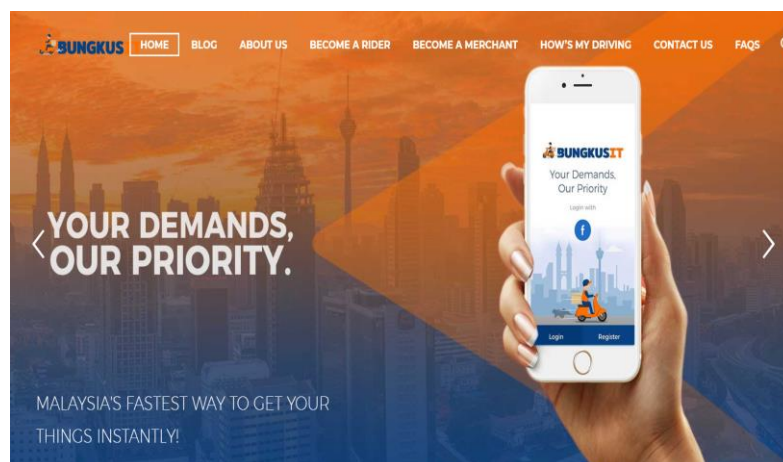 BUNGKUS HOME BLOG ABOUT US BECOME A RIDER BECOME A MERCHANT HOW'S MY DRIVING CONTACT US FAQS
BUNGKUSIT
Your Demands,
Our Priority
Login with
f
Login Register
YOUR DEMANDS,
OUR PRIORITY.
MALAYSIA'S FASTEST WAY TO GET YOUR
THINGS INSTANTLY!